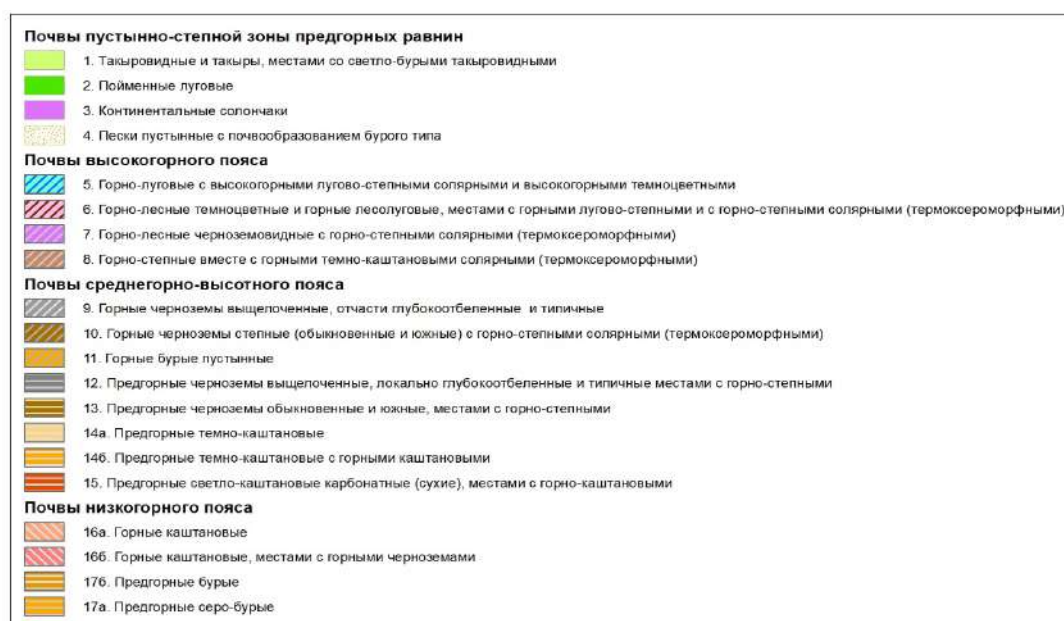 Почвы пустынно-степной зоны предгорных равнин
1. Такыровидные и такыры, местами со светло-бурыми такыровидными
2. Пойменные луговые
3. Континентальные солончаки
4. Пески пустынные с почвообразованием бурого типа
Почвы высокогорного пояса
5. Горно-луговые с высокогорными лугово-степными солярными и высокогорными темноцветными
6. Горно-лесные темноцветные и горные лесолуговые, местами с горными лугово-степными и с горно-степными солярными (термоксероморфными)
7. Горно-лесные черноземовидные с горно-степными солярными (термоксероморфными)
8. Горно-степные вместе с горными темно-каштановыми солярными (термоксероморфными)
Почвы среднегорно-высотного пояса
9. Горные черноземы выщелоченные, отчасти глубокоотбеленные и типичные
10. Горные черноземы степные (обыкновенные и южные) с горно-степными солярными (термоксероморфными)
11. Горные бурые пустынные
12. Предгорные черноземы выщелоченные, локально глубокоотбеленные и типичные местами с горно-степными
13. Предгорные черноземы обыкновенные и южные, местами с горно-степными
14а. Предгорные темно-каштановые
14б. Предгорные темно-каштановые с горными каштановыми
15. Предгорные светло-каштановые карбонатные (сухие), местами с горно-каштановыми
Почвы низкогорного пояса
16а. Горные каштановые
16б. Горные каштановые, местами с горными черноземами
17б. Предгорные бурые
17а. Предгорные серо-бурые